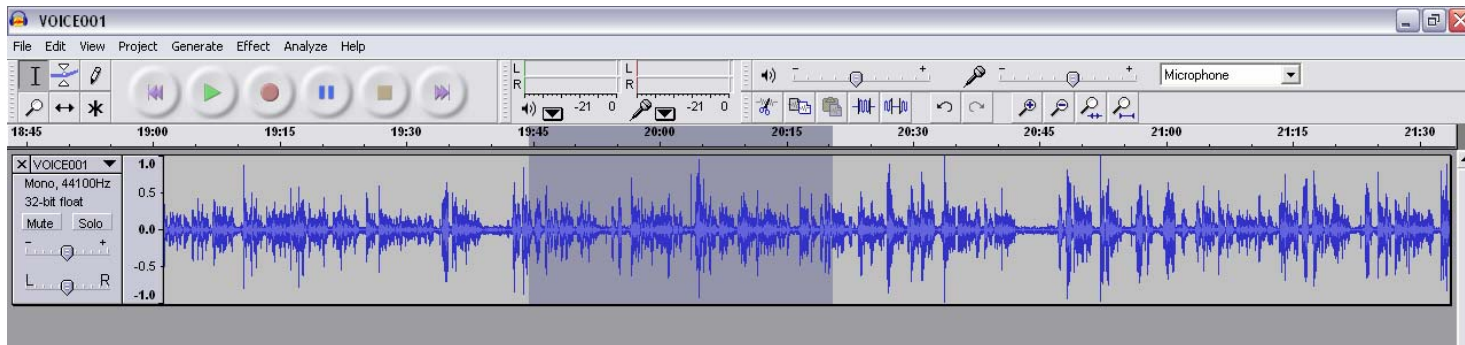 VOICE001
File Edit View Project Generate Effect Analyze Help
L
R
-21 0
L
R
-21 0
- +
- +
Microphone
18:45 19:00 19:15 19:30 19:45 20:00 20:15 20:30 20:45 21:00 21:15 21:30
VOICE001
Mono, 44100Hz
32-bit float
Mute Solo
- +
L R
1.0
0.5
0.0
-0.5
-1.0